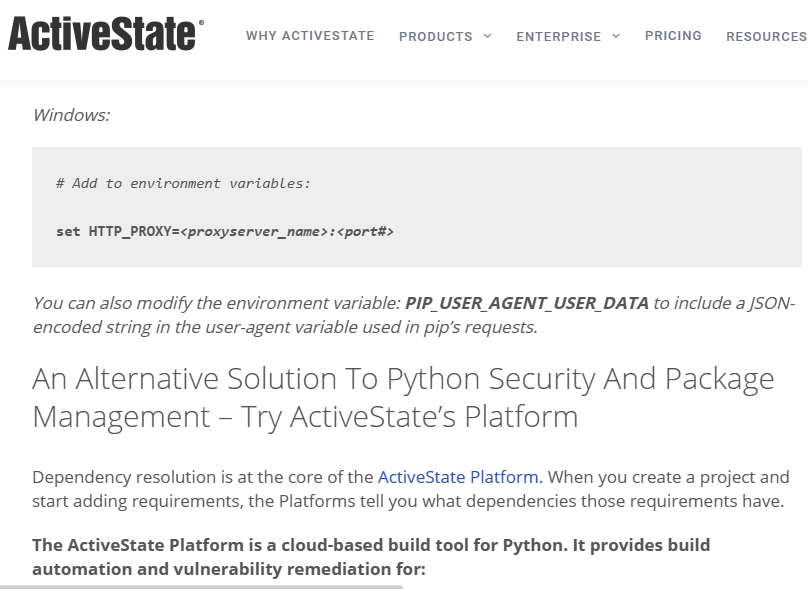 ActiveState®
WHY ACTIVESTATE PRODUCTS ENTERPRISE PRICING RESOURCES
Windows:
# Add to environment variables:
set HTTP_PROXY=<proxyserver_name>:<port#>
You can also modify the environment variable: PIP_USER_AGENT_USER_DATA to include a JSON-
encoded string in the user-agent variable used in pip’s requests.
An Alternative Solution To Python Security And Package
Management – Try ActiveState’s Platform
Dependency resolution is at the core of the ActiveState Platform. When you create a project and
start adding requirements, the Platforms tell you what dependencies those requirements have.
The ActiveState Platform is a cloud-based build tool for Python. It provides build
automation and vulnerability remediation for: